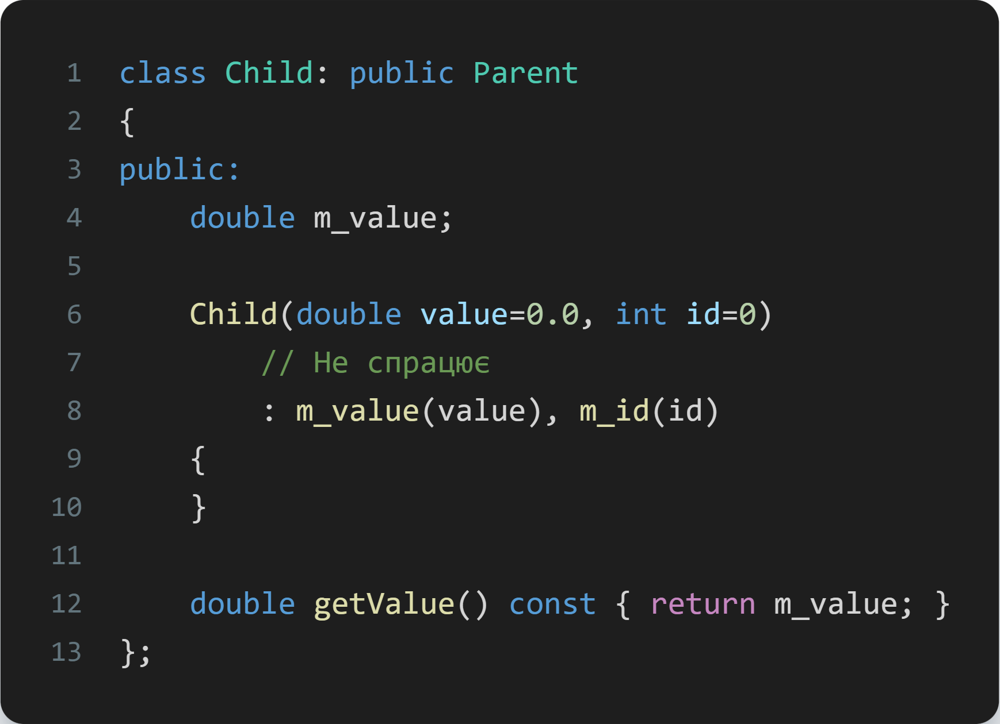 1 class Child: public Parent
2 {
3 public:
4     double m_value;
5
6     Child(double value=0.0, int id=0)
7         // Не спрацює
8         : m_value(value), m_id(id)
9     {
10     }
11
12     double getValue() const { return m_value; }
13 };